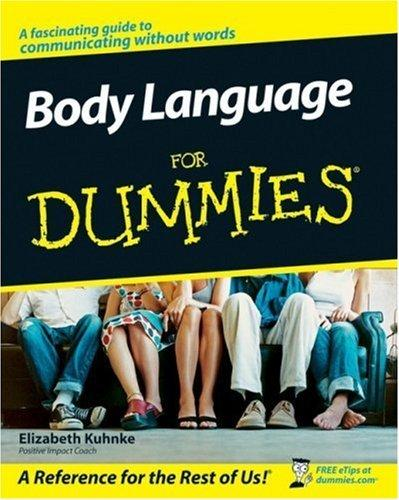 A fascinating guide to
communicating without words
Body Language
FOR
DUMMIES®
Elizabeth Kuhnke
Positive Impact Coach
A Reference for the Rest of Us!®
FREE eTips at
dummies.com®